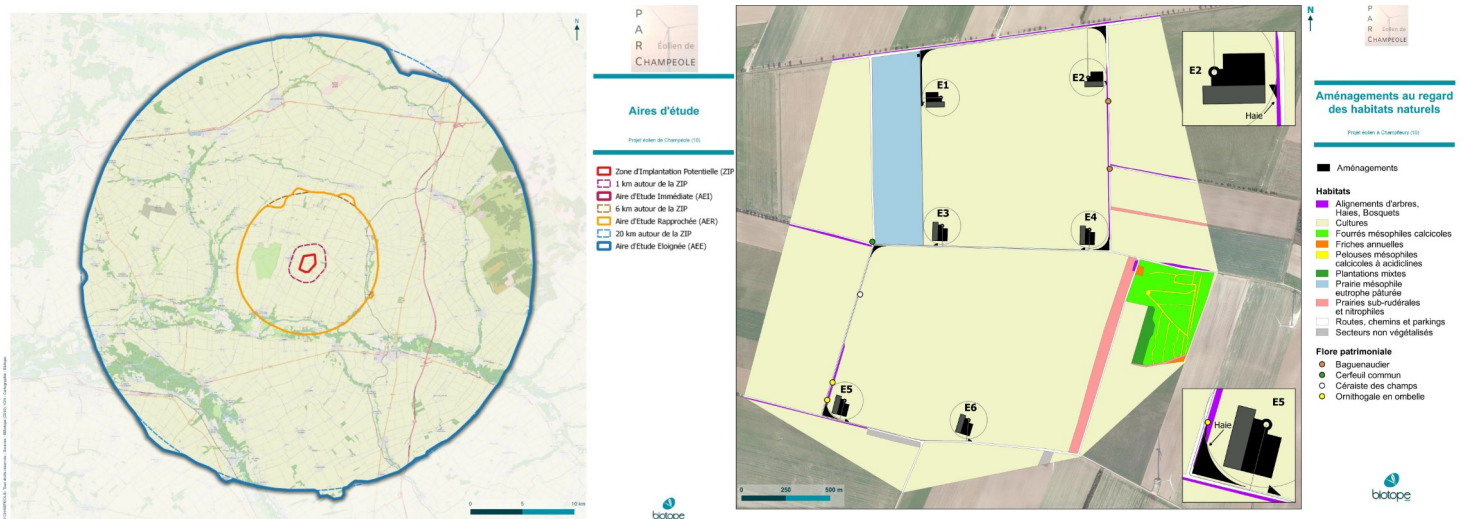 N
P
A
R Éolien de
C CHAMPEOLE
Aires d'étude
Projet éolien de Champéole (10)
Zone d'Implantation Potentielle (ZIP
1 km autour de la ZIP
Aire d'Etude Immédiate (AEI)
6 km autour de la ZIP
Aire d'Etude Rapprochée (AER)
20 km autour de la ZIP
Aire d'Etude Eloignée (AEE)
0 5 10 km
biotope
N
P
A
R Éolien de
C CHAMPEOLE
Aménagements au regard
des habitats naturels
Projet éolien à Champfleury (10)
Aménagements
Habitats
Alignements d'arbres,
Haies, Bosquets
Cultures
Fourrés mésophiles calcicoles
Friches annuelles
Pelouses mésophiles
calcicoles à acidiclines
Plantations mixtes
Prairie mésophile
eutrophe pâturée
Prairies sub-rudérales
et nitrophiles
Routes, chemins et parkings
Secteurs non végétalisés
Flore patrimoniale
Baguenaudier
Cerfeuil commun
Céraiste des champs
Ornithogale en ombelle
biotope
E1
E2
E3
E4
E5
E6
E2
Haie
E5
Haie
0 250 500 m